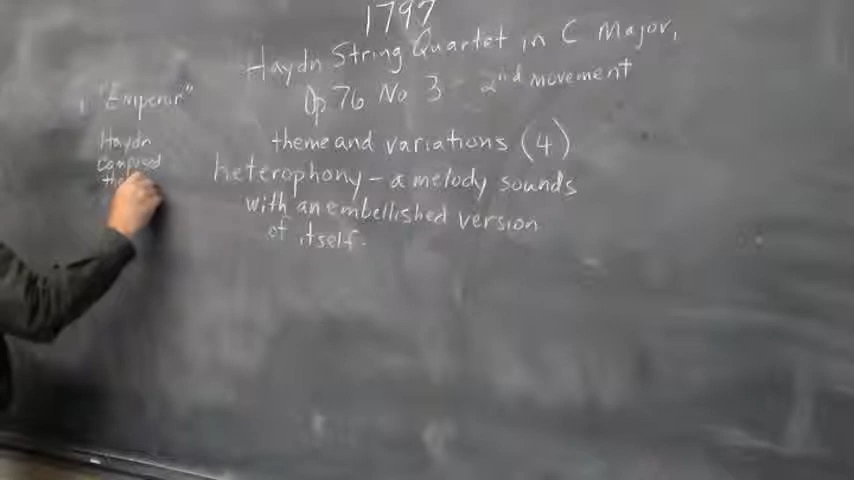 1797
Haydn String Quartet in C Major,
Op 76 No 3 2nd movement
"Emperor"
theme and variations (4)
Haydn
composed
heterophony - a melody sounds
with an embellished version
of itself.